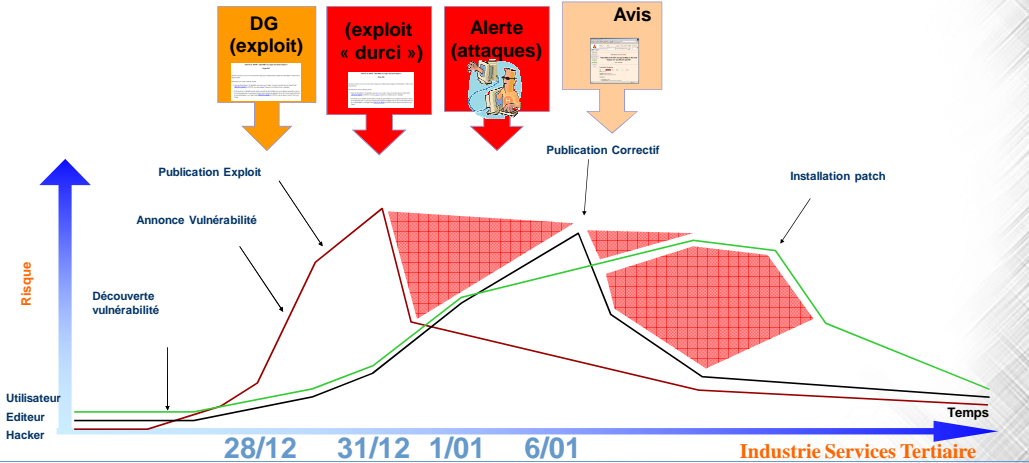 DG
(exploit)
(exploit
« durci »)
Alerte
(attaques)
Avis
Publication Correctif
Publication Exploit
Installation patch
Annonce Vulnérabilité
Découverte
vulnérabilité
Risque
Utilisateur
Editeur
Hacker
Temps
28/12
31/12
1/01
6/01
Industrie Services Tertiaire